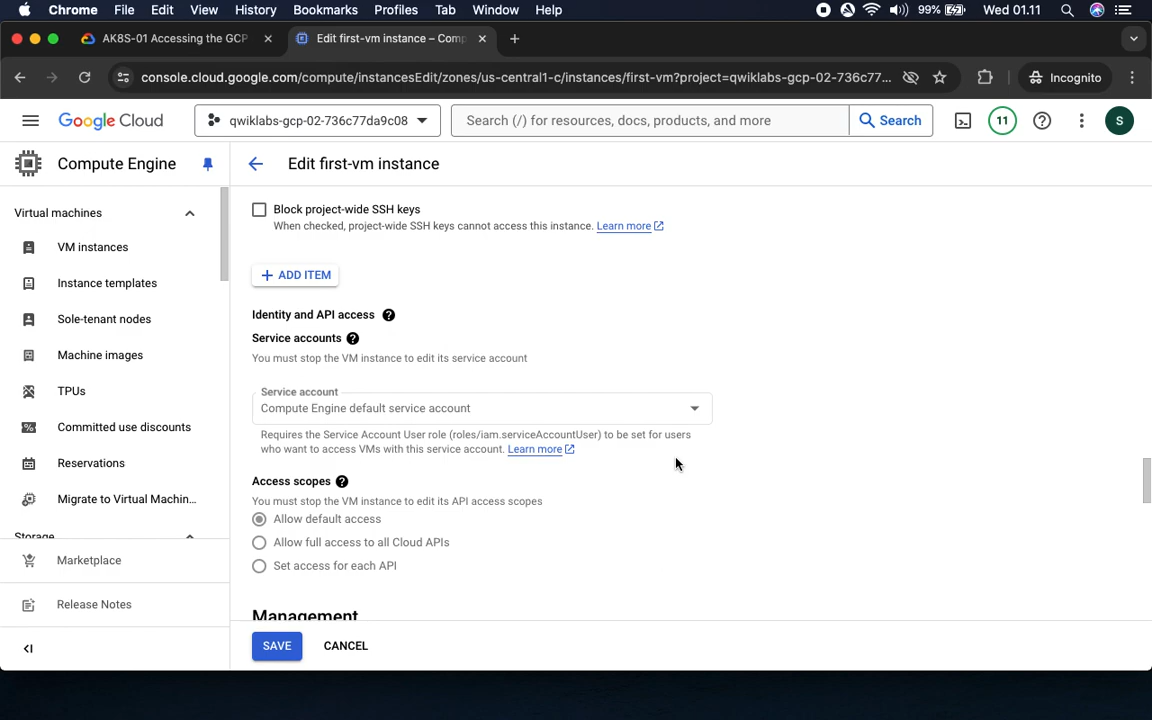 Chrome File Edit View History Bookmarks Profiles Tab Window Help 99% Wed 01.11
AK8S-01 Accessing the GCP
Edit first-vm instance – Comp
console.cloud.google.com/compute/instancesEdit/zones/us-central1-c/instances/first-vm?project=qwiklabs-gcp-02-736c77...
Incognito
Google Cloud
qwiklabs-gcp-02-736c77da9c08
Search (/) for resources, docs, products, and more
Search
11
S
Compute Engine
Edit first-vm instance
Virtual machines
VM instances
Instance templates
Sole-tenant nodes
Machine images
TPUs
Committed use discounts
Reservations
Migrate to Virtual Machin...
Storage
Marketplace
Release Notes
Block project-wide SSH keys
When checked, project-wide SSH keys cannot access this instance. Learn more
+ ADD ITEM
Identity and API access
Service accounts
You must stop the VM instance to edit its service account
Service account
Compute Engine default service account
Requires the Service Account User role (roles/iam.serviceAccountUser) to be set for users
who want to access VMs with this service account. Learn more
Access scopes
You must stop the VM instance to edit its API access scopes
Allow default access
Allow full access to all Cloud APIs
Set access for each API
Management
SAVE
CANCEL